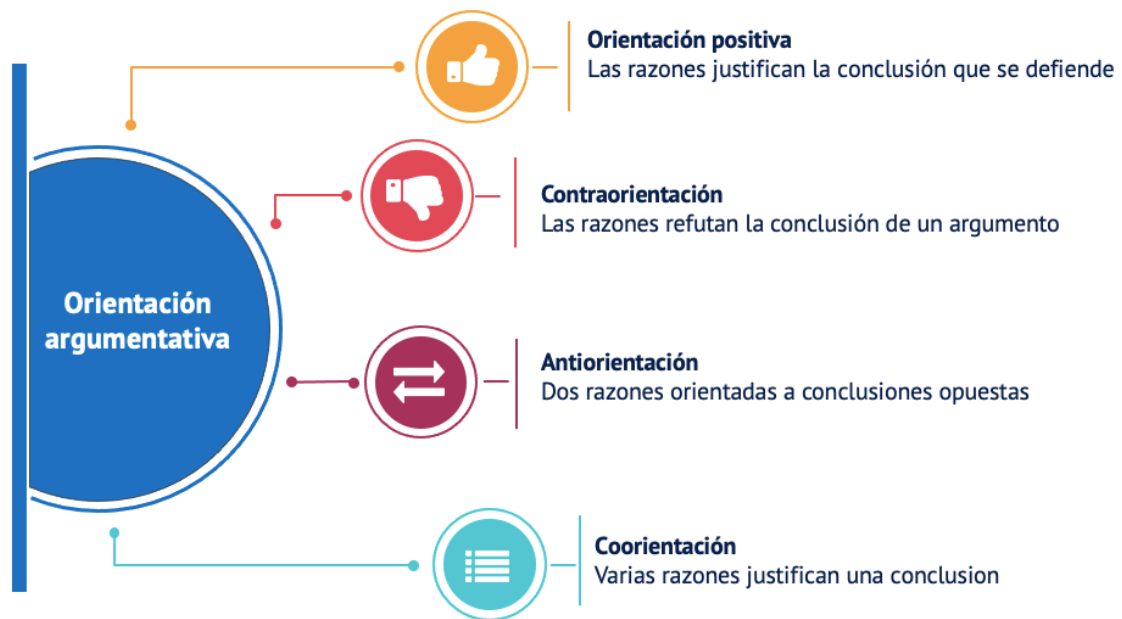 Orientación positiva
Las razones justifican la conclusión que se defiende
Contraorientación
Las razones refutan la conclusión de un argumento
Orientación
argumentativa
Antiorientación
Dos razones orientadas a conclusiones opuestas
Coorientación
Varias razones justifican una conclusion